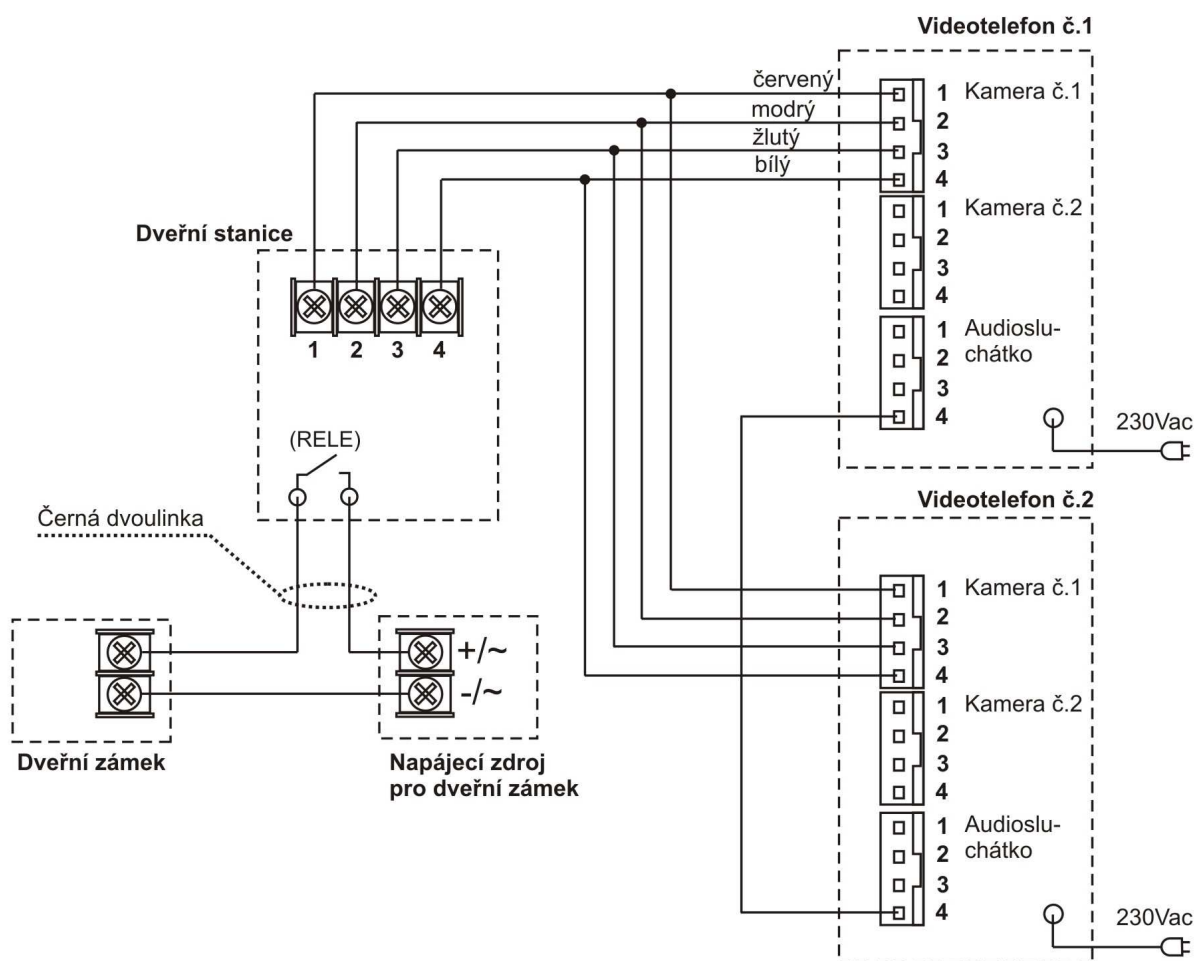 Videotelefon č.1
červený
modrý
žlutý
bílý
1 Kamera č.1
2
3
4
1 Kamera č.2
2
3
4
1 Audioslu-
2 chátko
3
4
230Vac
Dveřní stanice
1 2 3 4
(RELE)
Černá dvoulinka
+/~
-/~
Dveřní zámek
Napájecí zdroj
pro dveřní zámek
Videotelefon č.2
1 Kamera č.1
2
3
4
1 Kamera č.2
2
3
4
1 Audioslu-
2 chátko
3
4
230Vac